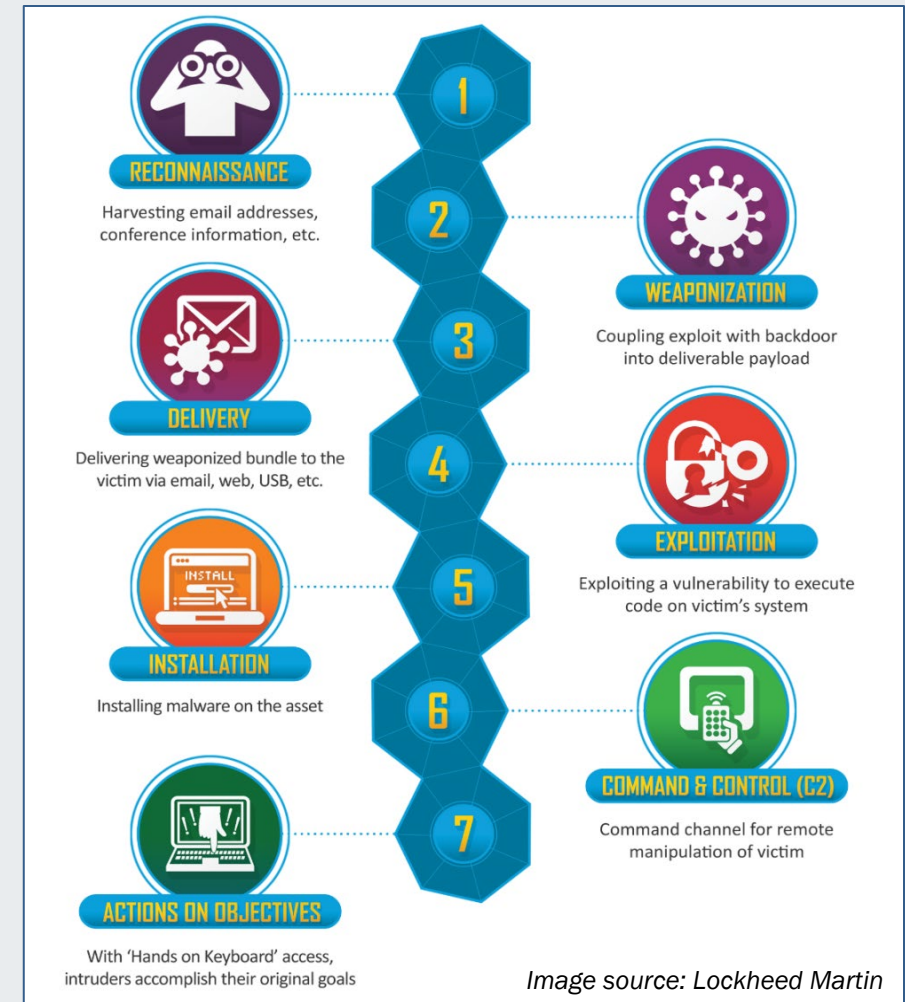 1
RECONNAISSANCE
Harvesting email addresses,
conference information, etc.
2
WEAPONIZATION
Coupling exploit with backdoor
into deliverable payload
3
DELIVERY
Delivering weaponized bundle to the
victim via email, web, USB, etc.
4
EXPLOITATION
Exploiting a vulnerability to execute
code on victim's system
5
INSTALL
INSTALLATION
Installing malware on the asset
6
COMMAND & CONTROL (C2)
Command channel for remote
manipulation of victim
7
ACTIONS ON OBJECTIVES
With 'Hands on Keyboard' access,
intruders accomplish their original goals
Image source: Lockheed Martin